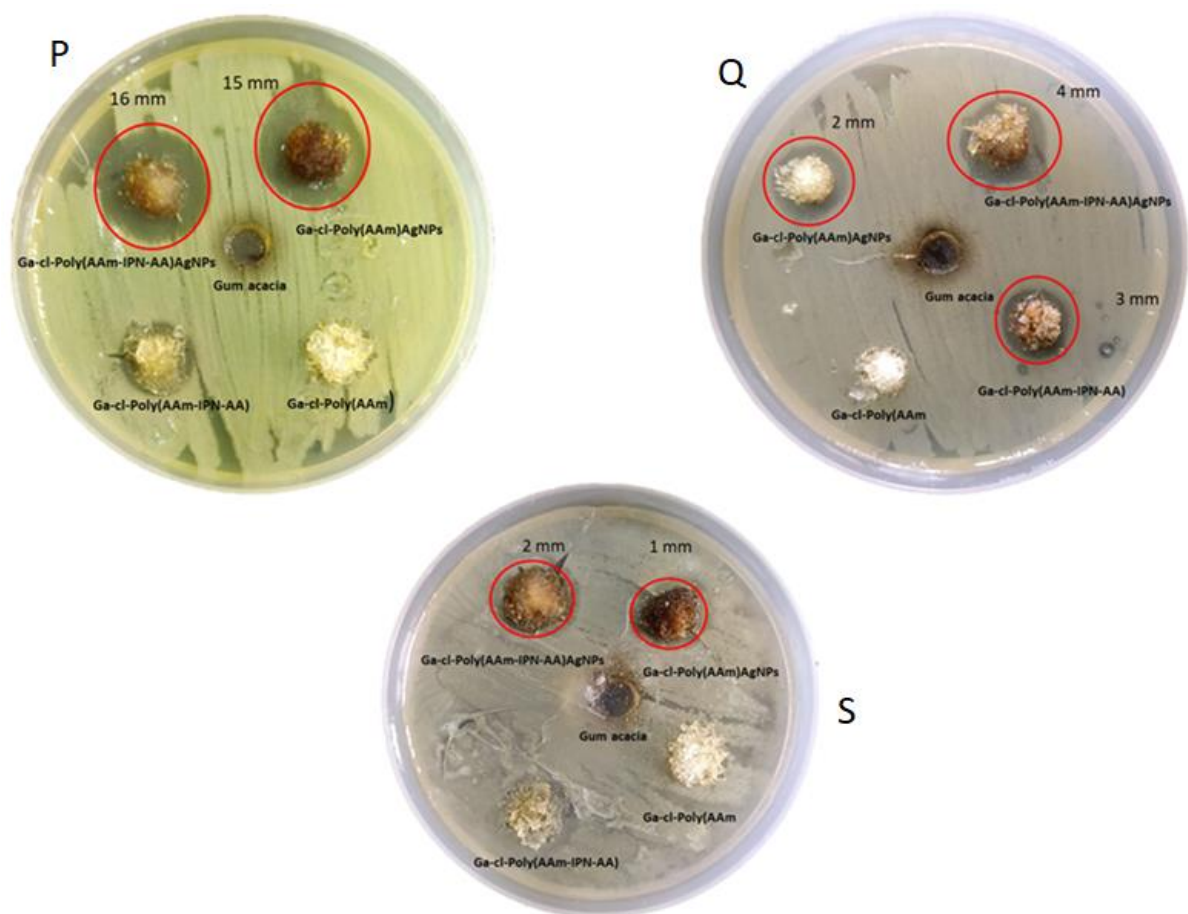 P
16 mm
15 mm
Ga-cl-Poly(AAm)AgNPs
Ga-cl-Poly(AAm-IPN-AA)AgNPs
Gum acacia
Ga-cl-Poly(AAm-IPN-AA)
Ga-cl-Poly(AAm)
Q
2 mm
4 mm
Ga-cl-Poly(AAm-IPN-AA)AgNPs
Ga-cl-Poly(AAm)AgNPs
Gum acacia
3 mm
Ga-cl-Poly(AAm-IPN-AA)
Ga-cl-Poly(AAm
2 mm
1 mm
Ga-cl-Poly(AAm-IPN-AA)AgNPs
Ga-cl-Poly(AAm)AgNPs
S
Gum acacia
Ga-cl-Poly(AAm
Ga-cl-Poly(AAm-IPN-AA)